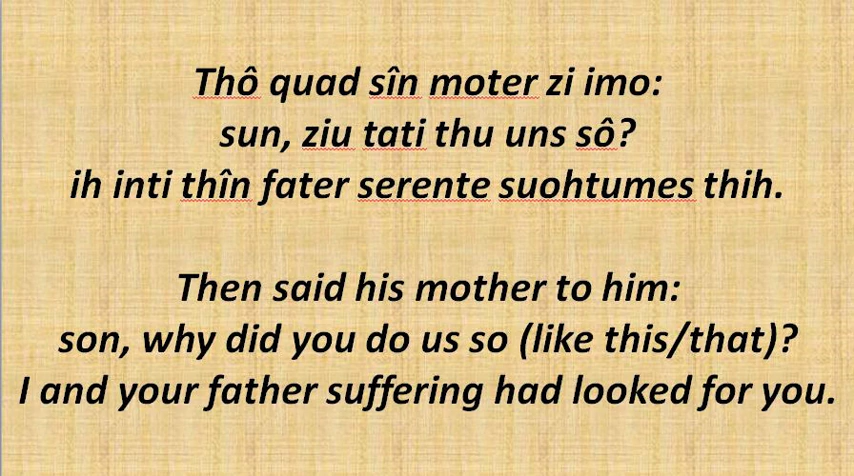 Thô quad sîn moter zi imo:
sun, ziu tati thu uns sô?
ih inti thîn fater serente suohtumes thih.
Then said his mother to him:
son, why did you do us so (like this/that)?
I and your father suffering had looked for you.